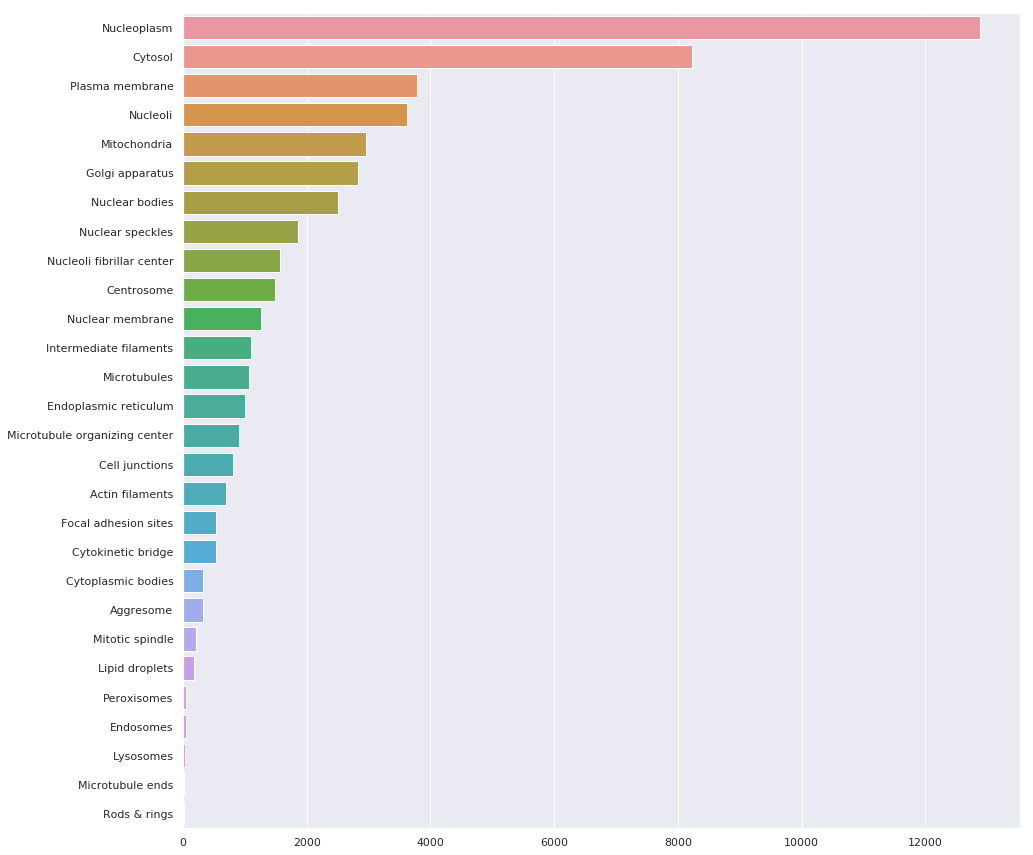 Nucleoplasm
Cytosol
Plasma membrane
Nucleoli
Mitochondria
Golgi apparatus
Nuclear bodies
Nuclear speckles
Nucleoli fibrillar center
Centrosome
Nuclear membrane
Intermediate filaments
Microtubules
Endoplasmic reticulum
Microtubule organizing center
Cell junctions
Actin filaments
Focal adhesion sites
Cytokinetic bridge
Cytoplasmic bodies
Aggresome
Mitotic spindle
Lipid droplets
Peroxisomes
Endosomes
Lysosomes
Microtubule ends
Rods & rings
0 2000 4000 6000 8000 10000 12000